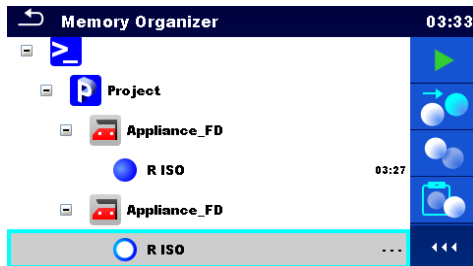 Memory Organizer 03:33
>_
P Project
Appliance_FD
R ISO 03:27
Appliance_FD
R ISO ---